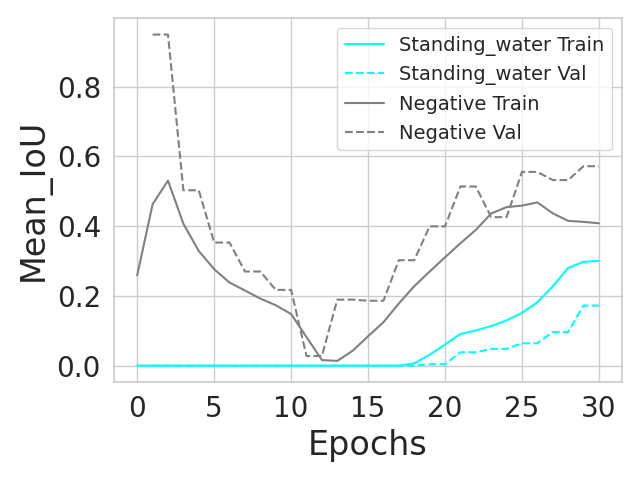 Standing_water Train
Standing_water Val
Negative Train
Negative Val
Mean_IoU
0.8
0.6
0.4
0.2
0.0
0 5 10 15 20 25 30
Epochs